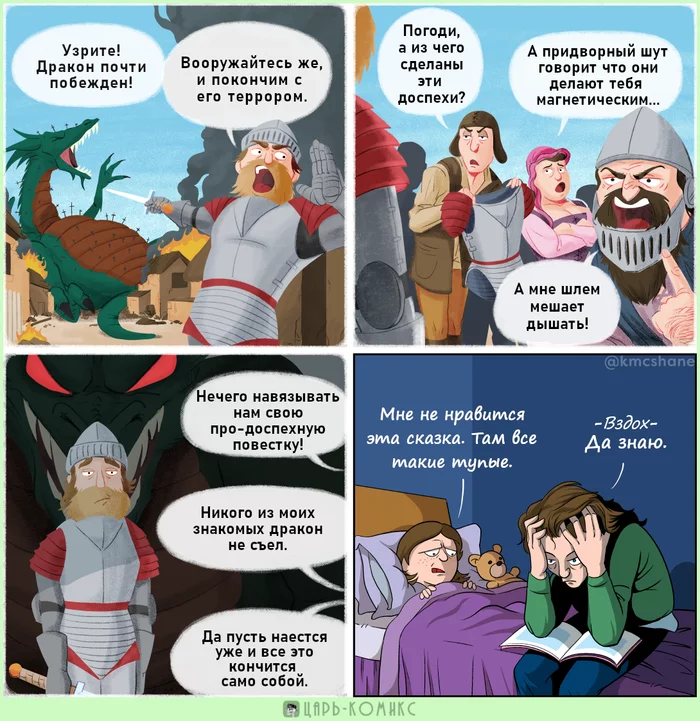 Узрите!
Дракон почти
побежден!
Вооружайтесь же,
и покончим с
его террором.
Погоди,
а из чего
сделаны
эти
доспехи?
А придворный шут
говорит что они
делают тебя
магнетическим...
А мне шлем
мешает
дышать!
Нечего навязывать
нам свою
про-доспехную
повестку!
Никого из моих
знакомых дракон
не съел.
Да пусть наестся
уже и все это
кончится
само собой.
@kmcshane
Мне не нравится
эта сказка. Там все
такие тупые.
-Вздох-
Да знаю.
ЦАРЬ-КОМИКС